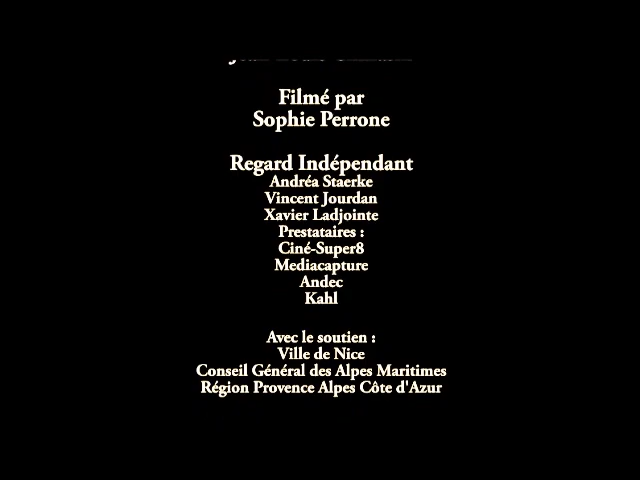 Filmé par
Sophie Perrone
Regard Indépendant
Andréa Staerke
Vincent Jourdan
Xavier Ladjointe
Prestataires :
Ciné-Super8
Mediacapture
Andec
Kahl
Avec le soutien :
Ville de Nice
Conseil Général des Alpes Maritimes
Région Provence Alpes Côte d'Azur